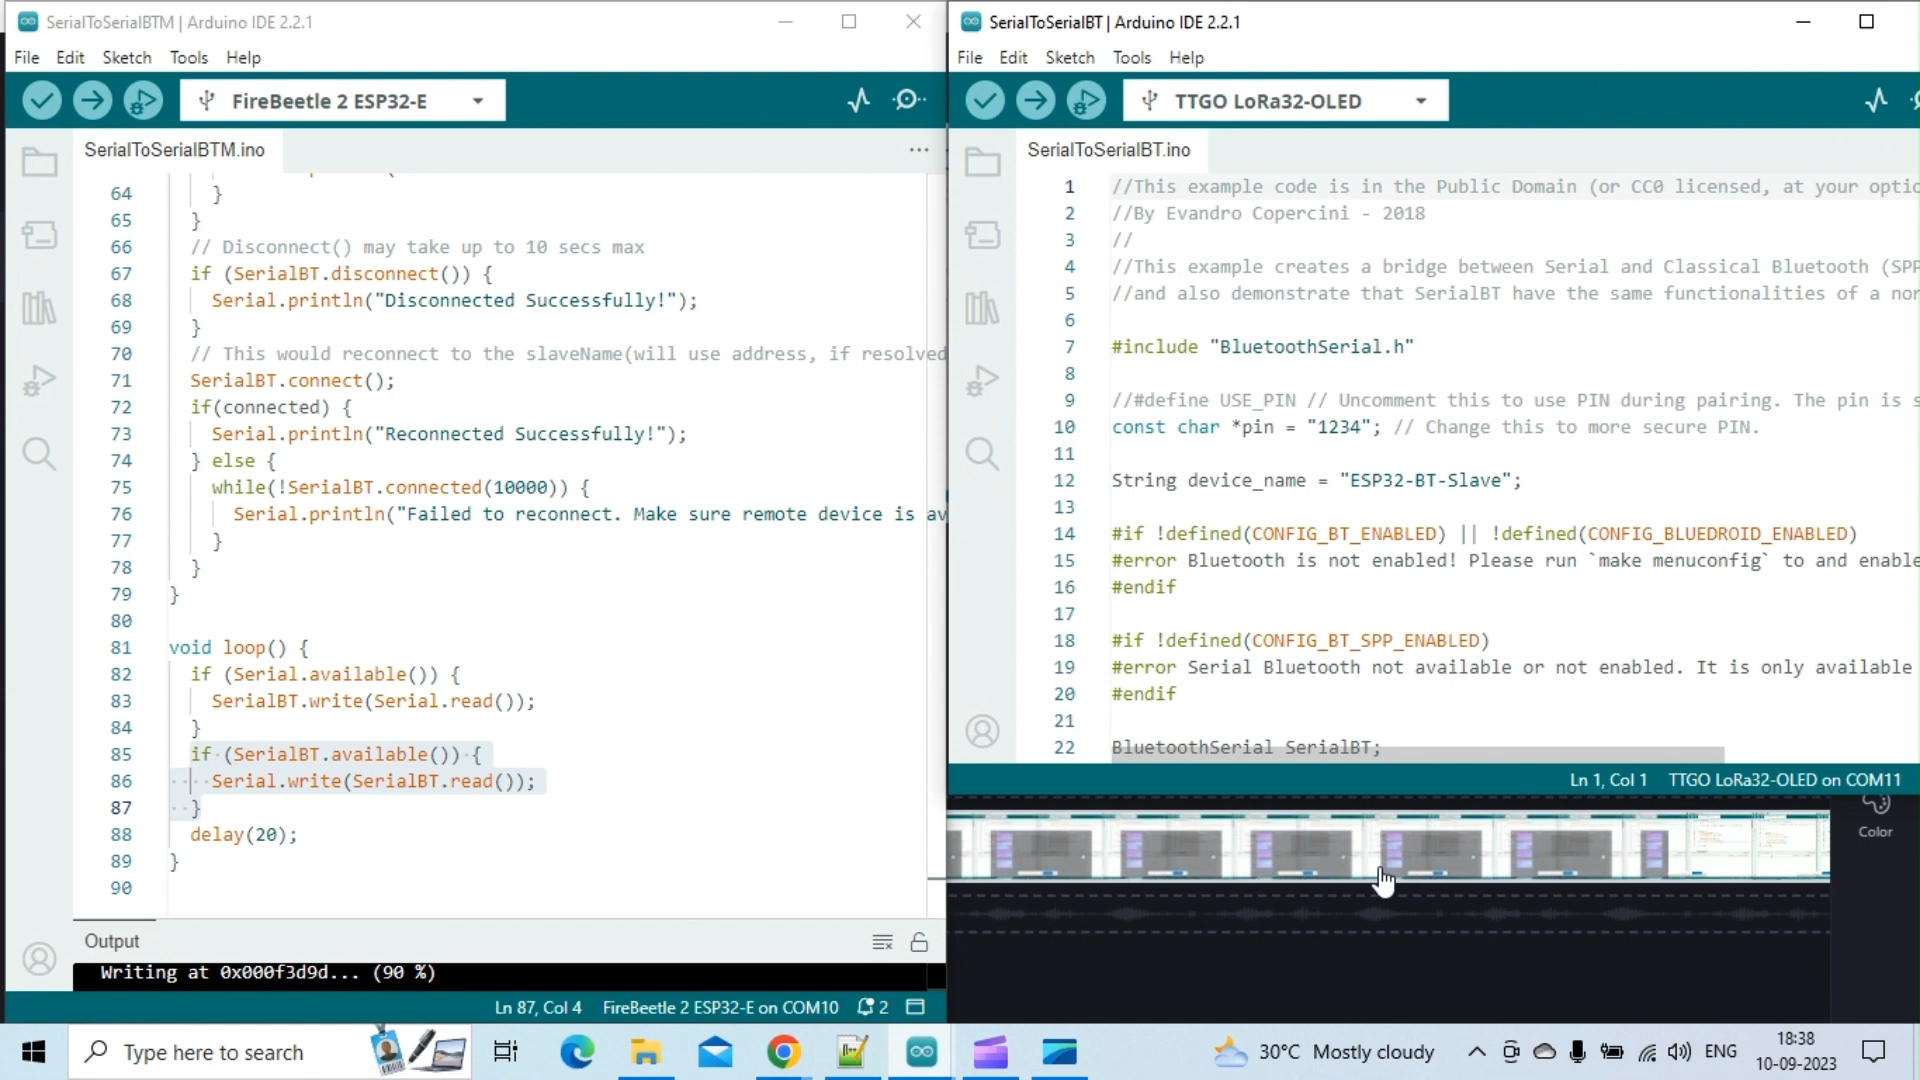 SerialToSerialBTM | Arduino IDE 2.2.1
File Edit Sketch Tools Help
FireBeetle 2 ESP32-E
SerialToSerialBTM.ino
64 }
65 }
66 // Disconnect() may take up to 10 secs max
67 if (SerialBT.disconnect()) {
68 Serial.println("Disconnected Successfully!");
69 }
70 // This would reconnect to the slaveName(will use address, if resolved
71 SerialBT.connect();
72 if(connected) {
73 Serial.println("Reconnected Successfully!");
74 } else {
75 while(!SerialBT.connected(10000)) {
76 Serial.println("Failed to reconnect. Make sure remote device is av
77 }
78 }
79 }
80
81 void loop() {
82 if (Serial.available()) {
83 SerialBT.write(Serial.read());
84 }
85 if (SerialBT.available()) {
86 Serial.write(SerialBT.read());
87 }
88 delay(20);
89 }
90
Output
Writing at 0x000f3d9d... (90 %)
Ln 87, Col 4 FireBeetle 2 ESP32-E on COM10 2
SerialToSerialBT | Arduino IDE 2.2.1
File Edit Sketch Tools Help
TTGO LoRa32-OLED
SerialToSerialBT.ino
1 //This example code is in the Public Domain (or CC0 licensed, at your optio
2 //By Evandro Copercini - 2018
3 //
4 //This example creates a bridge between Serial and Classical Bluetooth (SPP
5 //and also demonstrate that SerialBT have the same functionalities of a nor
6
7 #include "BluetoothSerial.h"
8
9 //#define USE_PIN // Uncomment this to use PIN during pairing. The pin is s
10 const char *pin = "1234"; // Change this to more secure PIN.
11
12 String device_name = "ESP32-BT-Slave";
13
14 #if !defined(CONFIG_BT_ENABLED) || !defined(CONFIG_BLUEDROID_ENABLED)
15 #error Bluetooth is not enabled! Please run `make menuconfig` to and enable
16 #endif
17
18 #if !defined(CONFIG_BT_SPP_ENABLED)
19 #error Serial Bluetooth not available or not enabled. It is only available
20 #endif
21
22 BluetoothSerial SerialBT;
Ln 1, Col 1 TTGO LoRa32-OLED on COM11
Color
Type here to search
30°C Mostly cloudy
ENG
18:38
10-09-2023